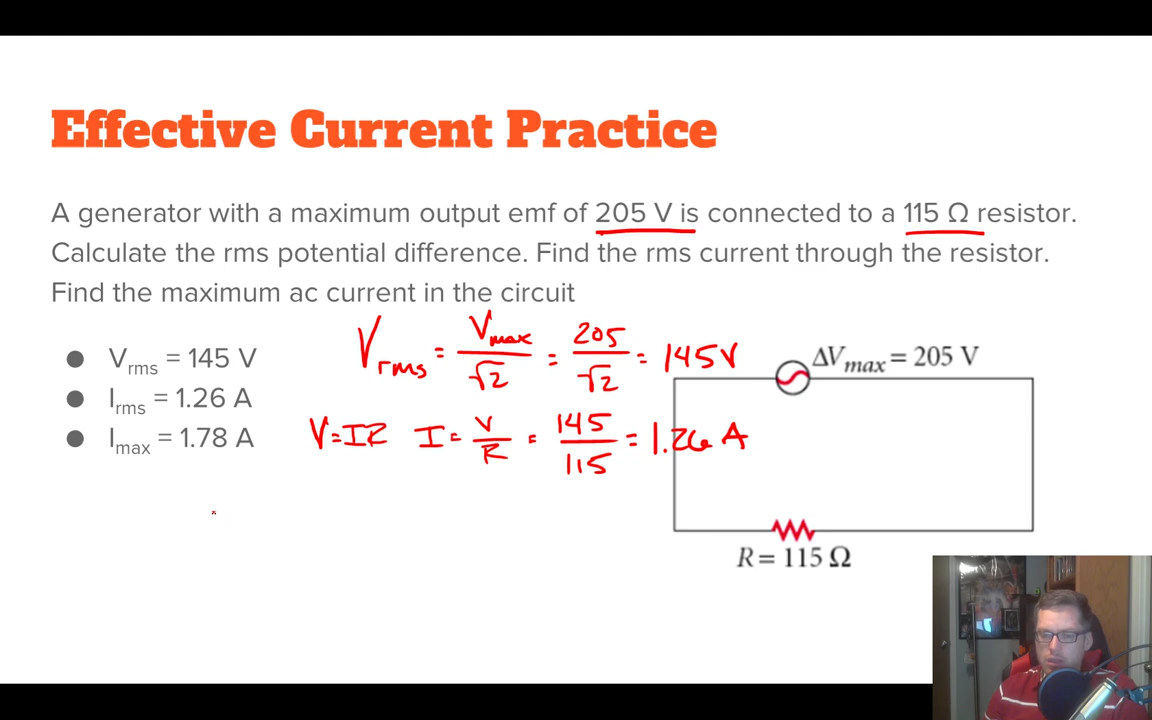 Effective Current Practice
A generator with a maximum output emf of 205 V is connected to a 115 Ω resistor.
Calculate the rms potential difference. Find the rms current through the resistor.
Find the maximum ac current in the circuit
● Vrms = 145 V
● Irms = 1.26 A
● Imax = 1.78 A
Vrms = Vmax/√2 = 205/√2 = 145V
V=IR I = V/R = 145/115 = 1.26 A
ΔVmax = 205 V
R = 115 Ω